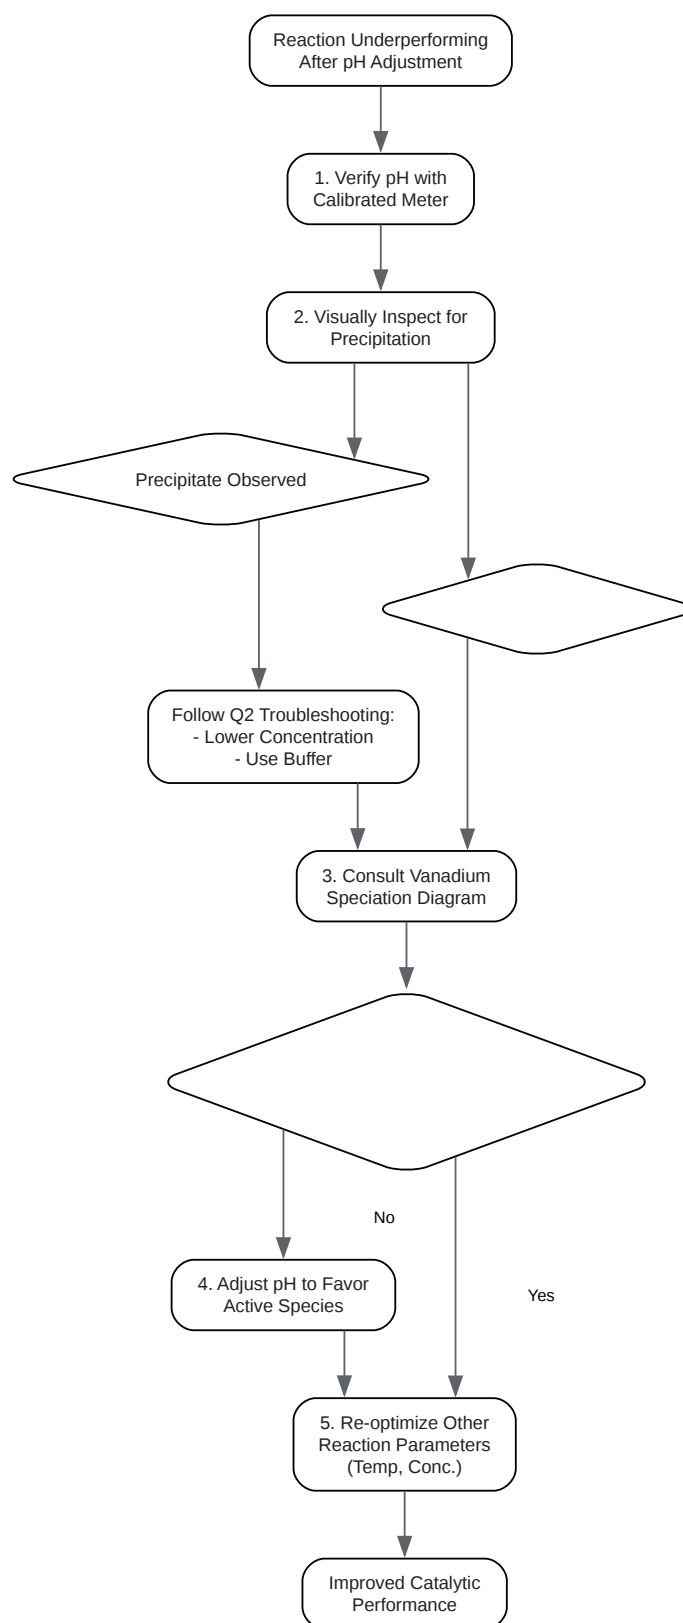 Reaction Underperforming
After pH Adjustment
1. Verify pH with
Calibrated Meter
2. Visually Inspect for
Precipitation
Precipitate Observed
Follow Q2 Troubleshooting:
- Lower Concentration
- Use Buffer
3. Consult Vanadium
Speciation Diagram
No
4. Adjust pH to Favor
Active Species
Yes
5. Re-optimize Other
Reaction Parameters
(Temp, Conc.)
Improved Catalytic
Performance